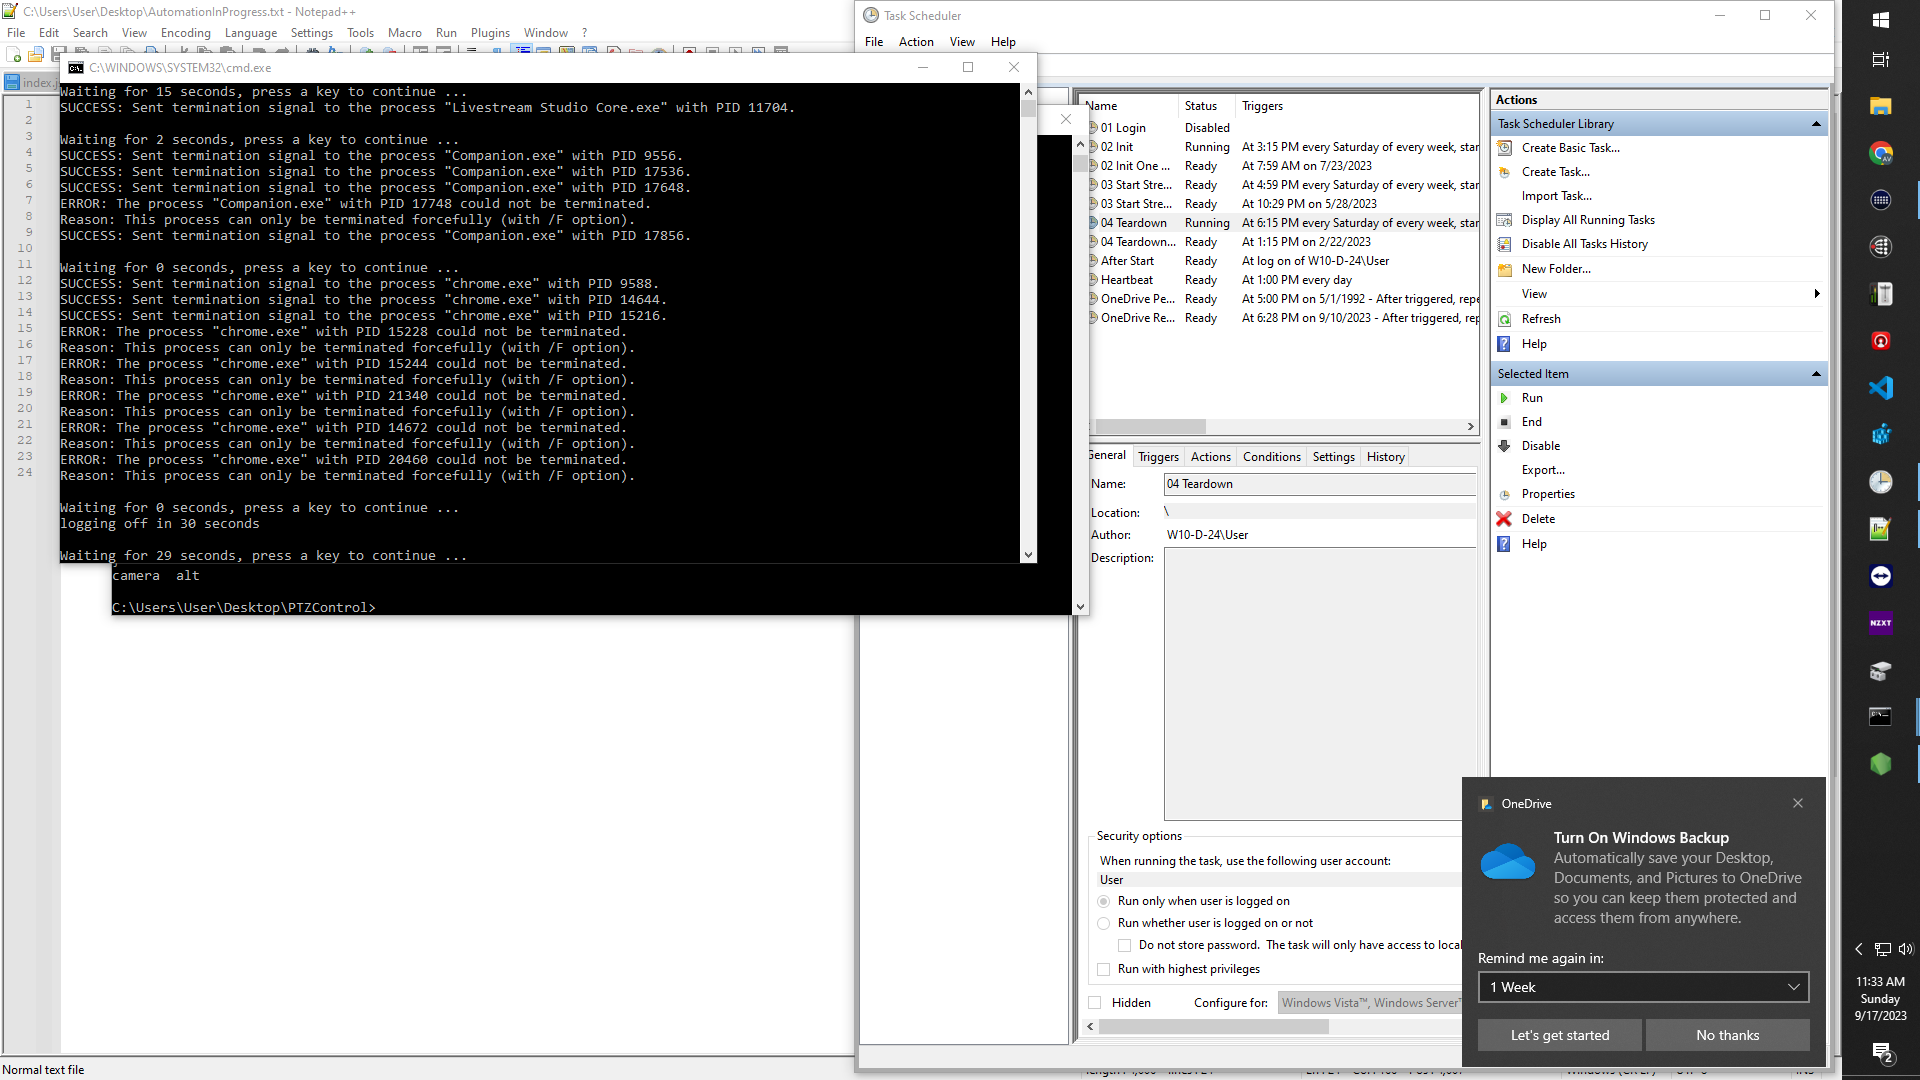 C:\Users\User\Desktop\AutomationInProgress.txt - Notepad++
File Edit Search View Encoding Language Settings Tools Macro Run Plugins Window ?
index.j
1
2
3
4
5
6
7
8
9
10
11
12
13
14
15
16
17
18
19
20
21
22
23
24
C:\WINDOWS\SYSTEM32\cmd.exe
Waiting for 15 seconds, press a key to continue ...
SUCCESS: Sent termination signal to the process "Livestream Studio Core.exe" with PID 11704.
Waiting for 2 seconds, press a key to continue ...
SUCCESS: Sent termination signal to the process "Companion.exe" with PID 9556.
SUCCESS: Sent termination signal to the process "Companion.exe" with PID 17536.
SUCCESS: Sent termination signal to the process "Companion.exe" with PID 17648.
ERROR: The process "Companion.exe" with PID 17748 could not be terminated.
Reason: This process can only be terminated forcefully (with /F option).
SUCCESS: Sent termination signal to the process "Companion.exe" with PID 17856.
Waiting for 0 seconds, press a key to continue ...
SUCCESS: Sent termination signal to the process "chrome.exe" with PID 9588.
SUCCESS: Sent termination signal to the process "chrome.exe" with PID 14644.
SUCCESS: Sent termination signal to the process "chrome.exe" with PID 15216.
ERROR: The process "chrome.exe" with PID 15228 could not be terminated.
Reason: This process can only be terminated forcefully (with /F option).
ERROR: The process "chrome.exe" with PID 15244 could not be terminated.
Reason: This process can only be terminated forcefully (with /F option).
ERROR: The process "chrome.exe" with PID 21340 could not be terminated.
Reason: This process can only be terminated forcefully (with /F option).
ERROR: The process "chrome.exe" with PID 14672 could not be terminated.
Reason: This process can only be terminated forcefully (with /F option).
ERROR: The process "chrome.exe" with PID 20460 could not be terminated.
Reason: This process can only be terminated forcefully (with /F option).
Waiting for 0 seconds, press a key to continue ...
logging off in 30 seconds
Waiting for 29 seconds, press a key to continue ...
camera alt
C:\Users\User\Desktop\PTZControl>
Normal text file
Task Scheduler
File Action View Help
Name Status Triggers
01 Login Disabled
02 Init Running At 3:15 PM every Saturday of every week, star
02 Init One ... Ready At 7:59 AM on 7/23/2023
03 Start Stre... Ready At 4:59 PM every Saturday of every week, star
03 Start Stre... Ready At 10:29 PM on 5/28/2023
04 Teardown Running At 6:15 PM every Saturday of every week, star
04 Teardown... Ready At 1:15 PM on 2/22/2023
After Start Ready At log on of W10-D-24\User
Heartbeat Ready At 1:00 PM every day
OneDrive Pe... Ready At 5:00 PM on 5/1/1992 - After triggered, repe
OneDrive Re... Ready At 6:28 PM on 9/10/2023 - After triggered, rep
General Triggers Actions Conditions Settings History
Name: 04 Teardown
Location: \
Author: W10-D-24\User
Description:
Security options
When running the task, use the following user account:
User
Run only when user is logged on
Run whether user is logged on or not
Do not store password. The task will only have access to local
Run with highest privileges
Hidden Configure for: Windows Vista™, Windows Server™
Actions
Task Scheduler Library
Create Basic Task...
Create Task...
Import Task...
Display All Running Tasks
Disable All Tasks History
New Folder...
View
Refresh
Help
Selected Item
Run
End
Disable
Export...
Properties
Delete
Help
OneDrive
Turn On Windows Backup
Automatically save your Desktop,
Documents, and Pictures to OneDrive
so you can keep them protected and
access them from anywhere.
Remind me again in:
1 Week
Let's get started No thanks
NZXT
11:33 AM
Sunday
9/17/2023
2